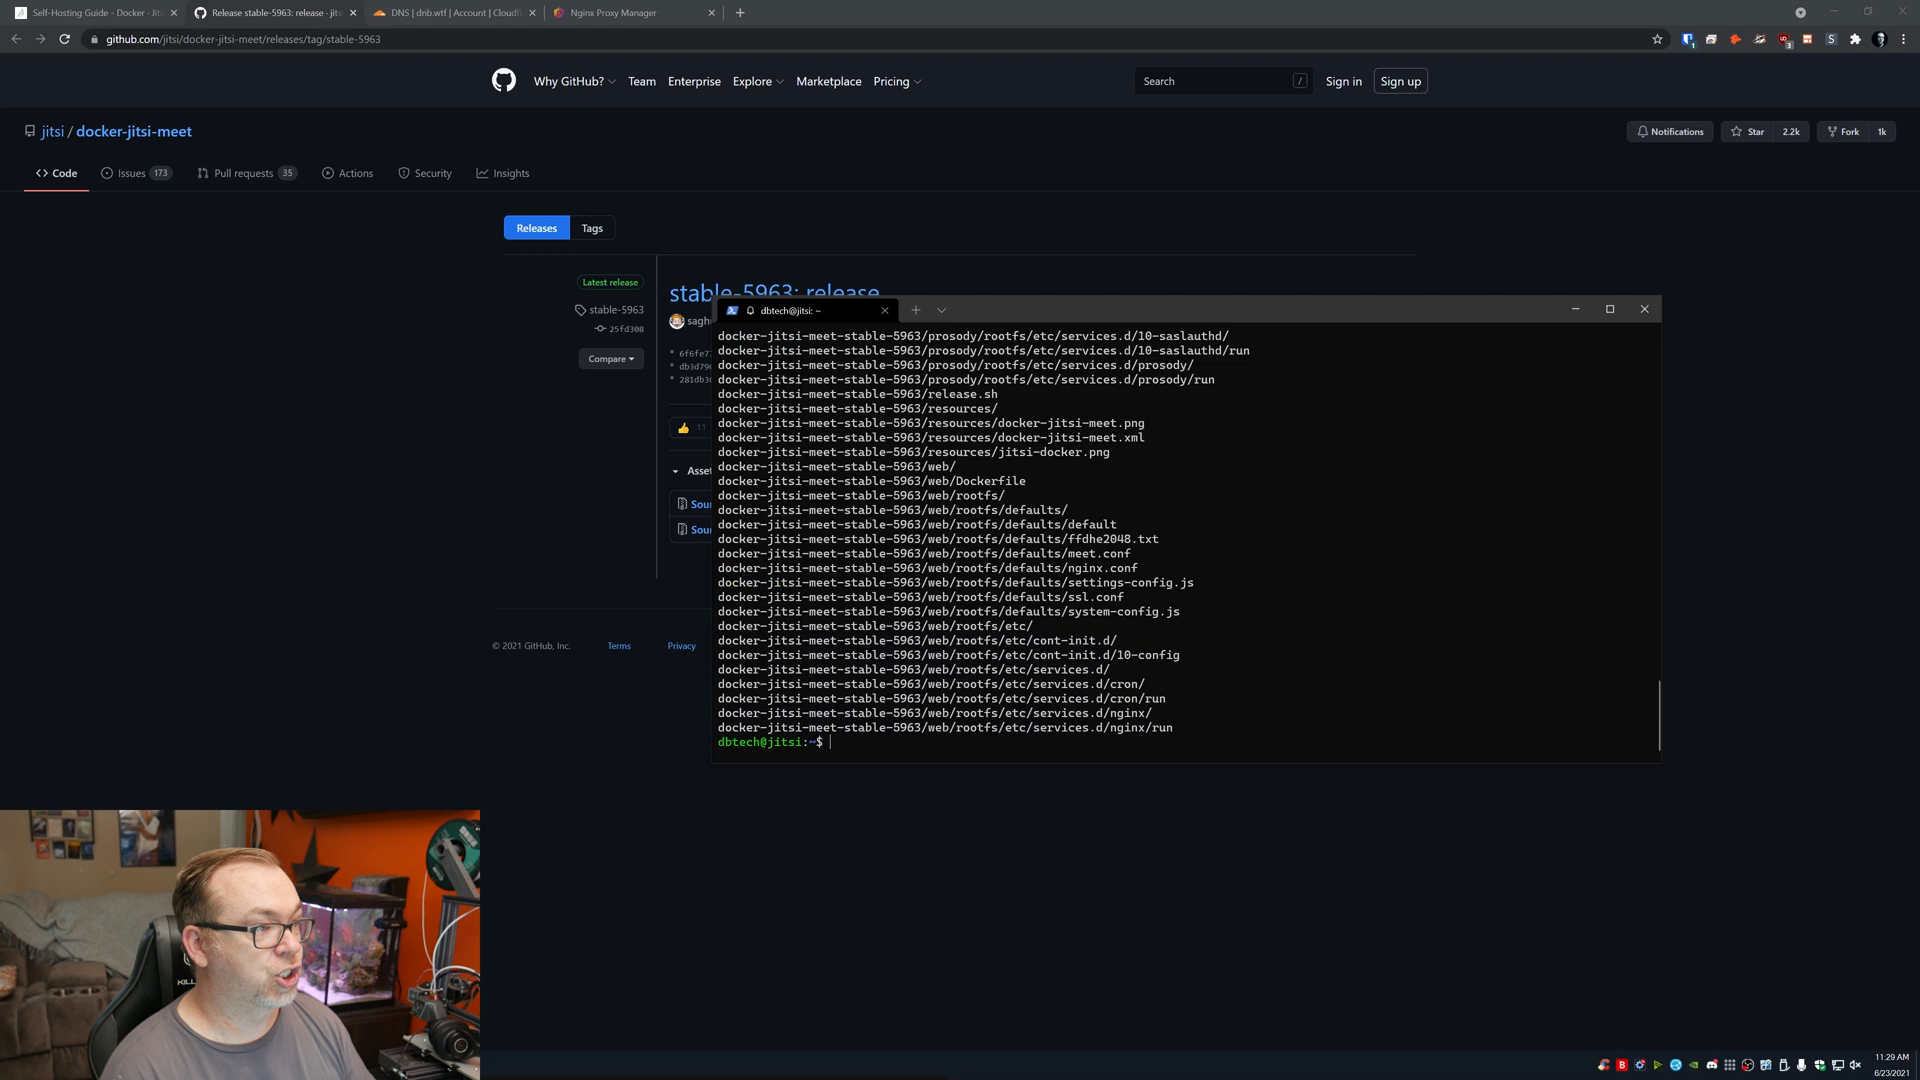 Self-Hosting Guide - Docker · Jit
Release stable-5963: release · jits
DNS | dnb.wtf | Account | Cloudf
Nginx Proxy Manager
github.com/jitsi/docker-jitsi-meet/releases/tag/stable-5963
Why GitHub?
Team
Enterprise
Explore
Marketplace
Pricing
Search
/
Sign in
Sign up
jitsi / docker-jitsi-meet
Notifications
Star
2.2k
Fork
1k
Code
Issues 173
Pull requests 35
Actions
Security
Insights
Releases
Tags
Latest release
stable-5963
25fd308
Compare
stable-5963: release
sagh
* 6f6fe7
* db3d790
* 281db3
11
Asset
Sour
Sour
© 2021 GitHub, Inc.
Terms
Privacy
dbtech@jitsi: ~
docker-jitsi-meet-stable-5963/prosody/rootfs/etc/services.d/10-saslauthd/
docker-jitsi-meet-stable-5963/prosody/rootfs/etc/services.d/10-saslauthd/run
docker-jitsi-meet-stable-5963/prosody/rootfs/etc/services.d/prosody/
docker-jitsi-meet-stable-5963/prosody/rootfs/etc/services.d/prosody/run
docker-jitsi-meet-stable-5963/release.sh
docker-jitsi-meet-stable-5963/resources/
docker-jitsi-meet-stable-5963/resources/docker-jitsi-meet.png
docker-jitsi-meet-stable-5963/resources/docker-jitsi-meet.xml
docker-jitsi-meet-stable-5963/resources/jitsi-docker.png
docker-jitsi-meet-stable-5963/web/
docker-jitsi-meet-stable-5963/web/Dockerfile
docker-jitsi-meet-stable-5963/web/rootfs/
docker-jitsi-meet-stable-5963/web/rootfs/defaults/
docker-jitsi-meet-stable-5963/web/rootfs/defaults/default
docker-jitsi-meet-stable-5963/web/rootfs/defaults/ffdhe2048.txt
docker-jitsi-meet-stable-5963/web/rootfs/defaults/meet.conf
docker-jitsi-meet-stable-5963/web/rootfs/defaults/nginx.conf
docker-jitsi-meet-stable-5963/web/rootfs/defaults/settings-config.js
docker-jitsi-meet-stable-5963/web/rootfs/defaults/ssl.conf
docker-jitsi-meet-stable-5963/web/rootfs/defaults/system-config.js
docker-jitsi-meet-stable-5963/web/rootfs/etc/
docker-jitsi-meet-stable-5963/web/rootfs/etc/cont-init.d/
docker-jitsi-meet-stable-5963/web/rootfs/etc/cont-init.d/10-config
docker-jitsi-meet-stable-5963/web/rootfs/etc/services.d/
docker-jitsi-meet-stable-5963/web/rootfs/etc/services.d/cron/
docker-jitsi-meet-stable-5963/web/rootfs/etc/services.d/cron/run
docker-jitsi-meet-stable-5963/web/rootfs/etc/services.d/nginx/
docker-jitsi-meet-stable-5963/web/rootfs/etc/services.d/nginx/run
dbtech@jitsi:~$
KILL
11:29 AM
6/23/2021